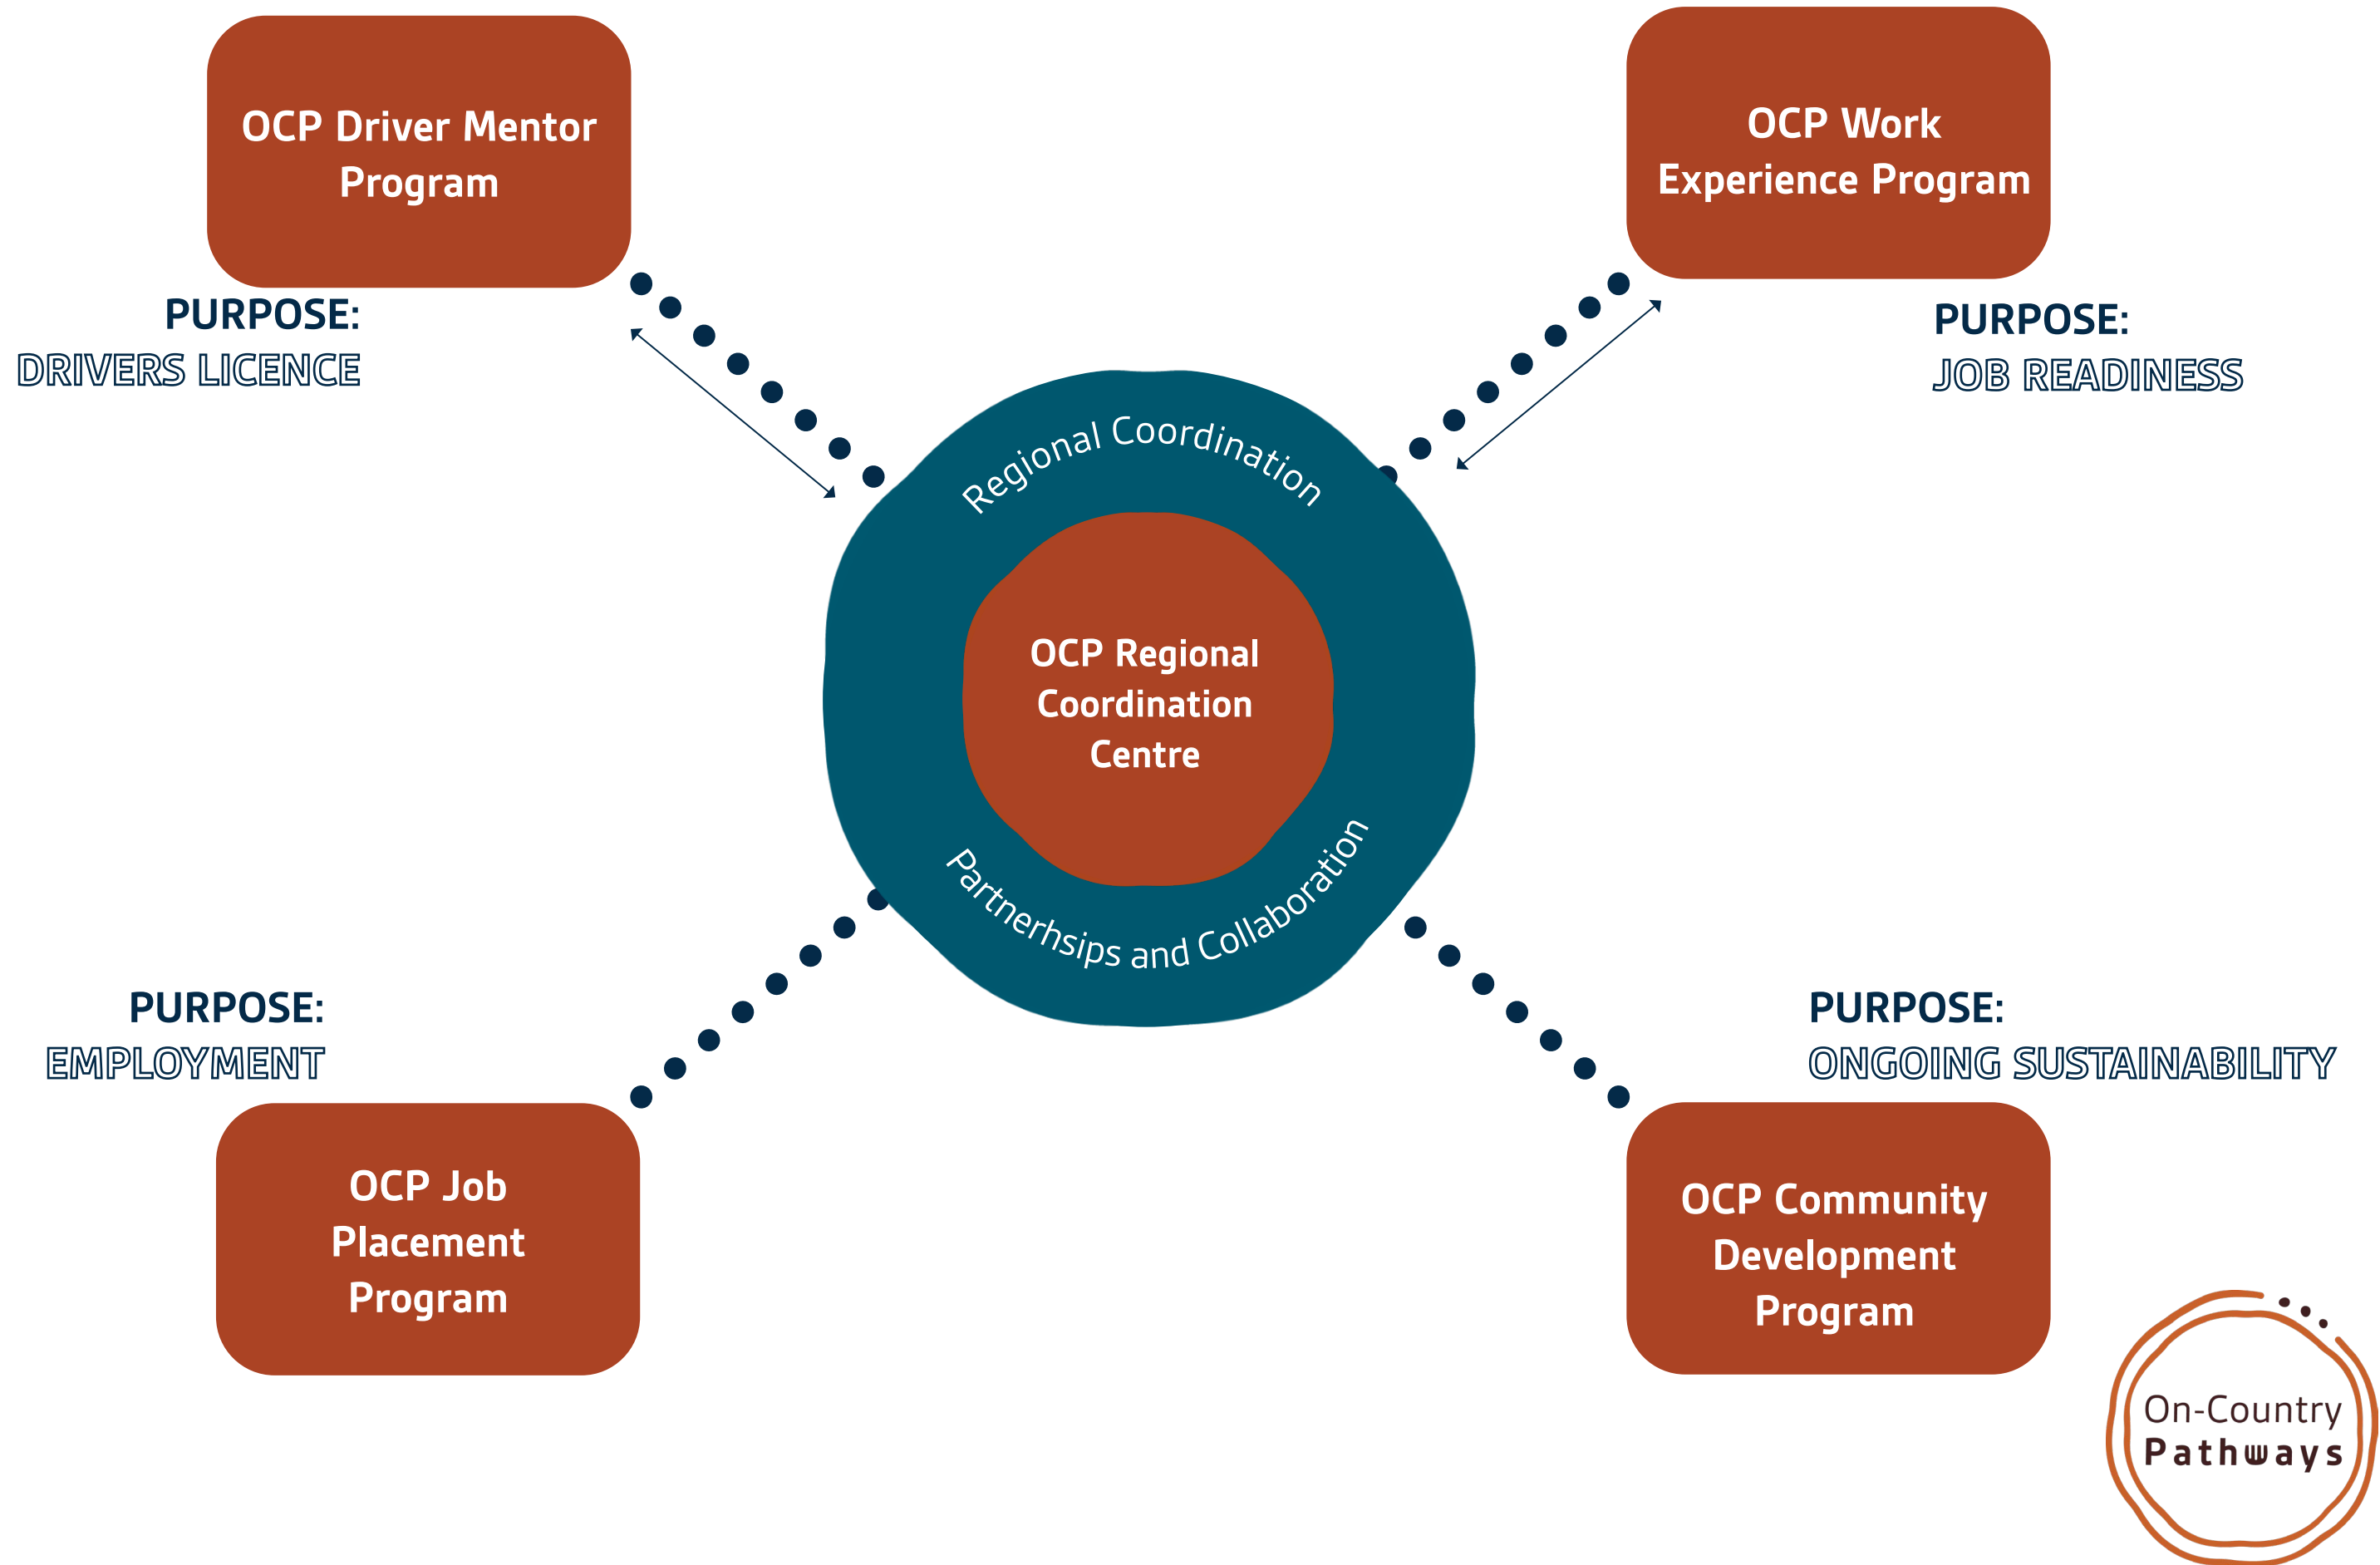 OCP Driver Mentor
Program
PURPOSE:
DRIVERS LICENCE
OCP Work
Experience Program
PURPOSE:
JOB READINESS
Regional Coordination
OCP Regional
Coordination
Centre
Partnerhsips and Collaboration
PURPOSE:
EMPLOYMENT
OCP Job
Placement
Program
PURPOSE:
ONGOING SUSTAINABILITY
OCP Community
Development
Program
On-Country
Pathways